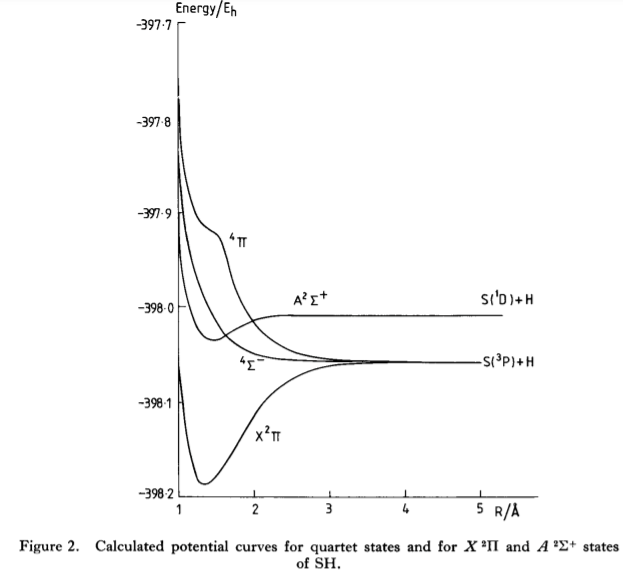 Energy/Eₕ
-397·7
-397·8
-397·9
⁴Π
A²Σ⁺ S(¹D)+H
-398·0
⁴Σ⁻ S(³P)+H
-398·1
X²Π
-398·2
1 2 3 4 5 R/Å
Figure 2. Calculated potential curves for quartet states and for X ²Π and A ²Σ⁺ states
of SH.